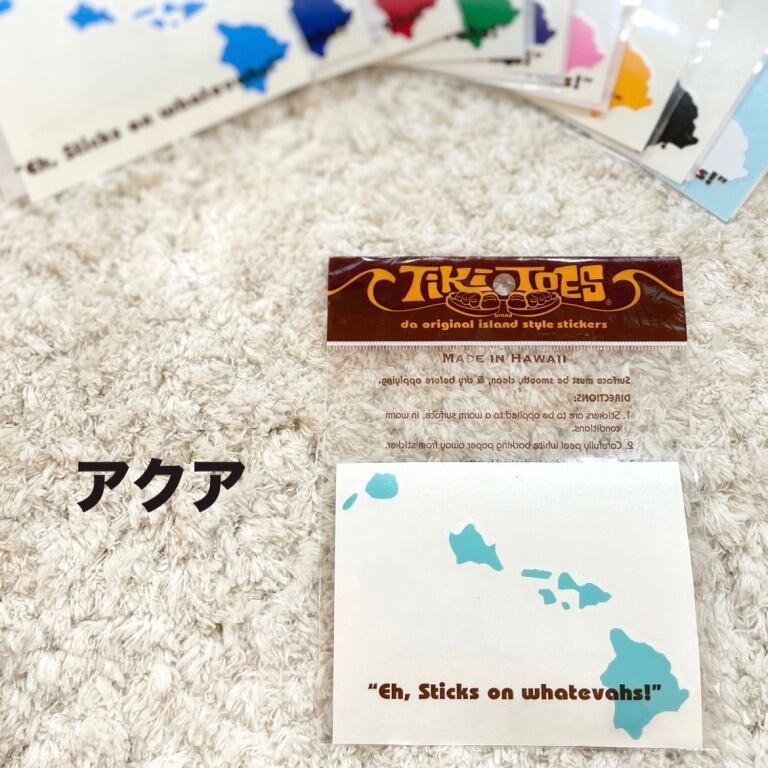 "Eh, Sticks on whatevahs!"
s!"
TIKI TOES®
brand
da original island style stickers
MADE IN HAWAII
Surface must be smooth, clean, & dry before applying.
DIRECTIONS:
1. Stickers are to be applied to a warm surface, in warm
conditions.
2. Carefully peel white backing paper away from sticker.
アクア
"Eh, Sticks on whatevahs!"